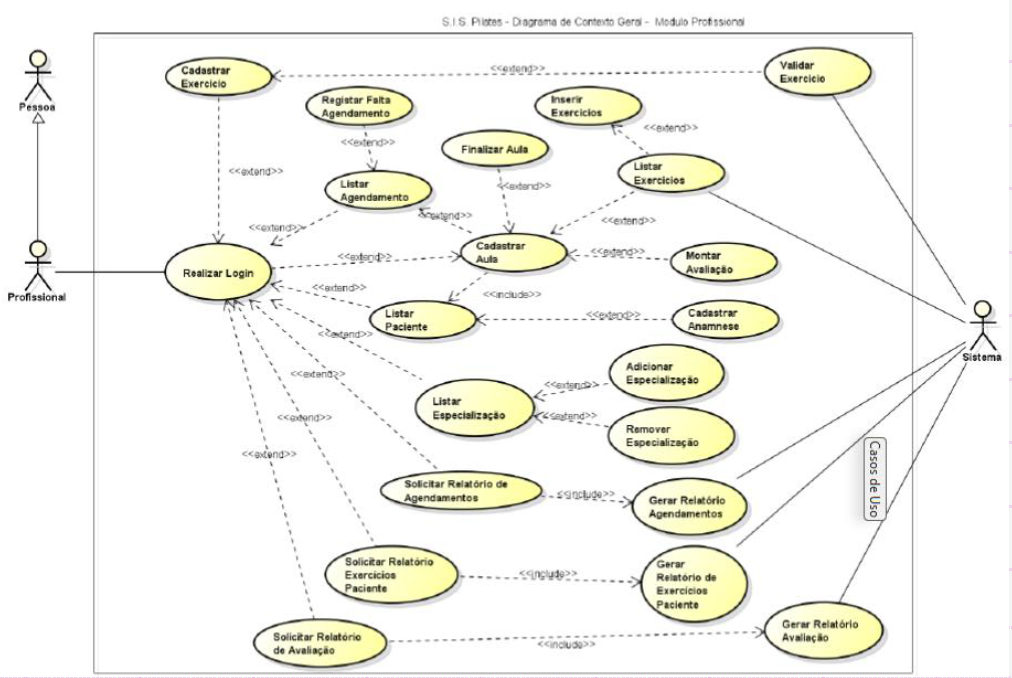 S.I.S. Pilates - Diagrama de Contexto Geral - Modulo Profissional
Pessoa
Cadastrar
Exercicio
<<extend>>
Validar
Exercicio
Registar Falta
Agendamento
Inserir
Exercicios
<<extend>>
<<extend>>
Finalizar Aula
<<extend>>
Listar
Agendamento
<<extend>>
Listar
Exercicios
<<extend>>
<<extend>>
<<extend>>
Profissional
Realizar Login
<<extend>>
Cadastrar
Aula
<<extend>>
Montar
Avaliação
<<extend>>
<<include>>
Listar
Paciente
<<extend>>
Cadastrar
Anamnese
Sistema
<<extend>>
<<extend>>
Listar
Especialização
<<extend>>
Adicionar
Especialização
<<extend>>
Remover
Especialização
<<extend>>
<<extend>>
Casos de Uso
Solicitar Relatório de
Agendamentos
<<include>>
Gerar Relatório
Agendamentos
Solicitar Relatório
Exercícios
Paciente
<<include>>
Gerar
Relatório de
Exercícios
Paciente
Solicitar Relatório
de Avaliação
<<include>>
Gerar Relatório
Avaliação